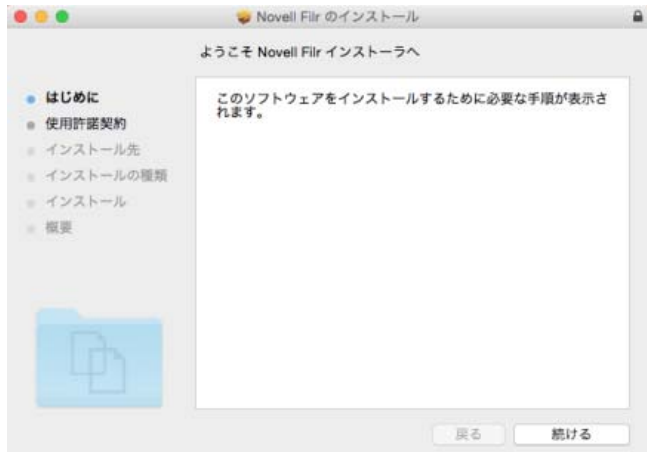 Novell Filr のインストール
ようこそ Novell Filr インストーラへ
はじめに
使用許諾契約
インストール先
インストールの種類
インストール
概要
このソフトウェアをインストールするために必要な手順が表示さ
れます。
戻る
続ける